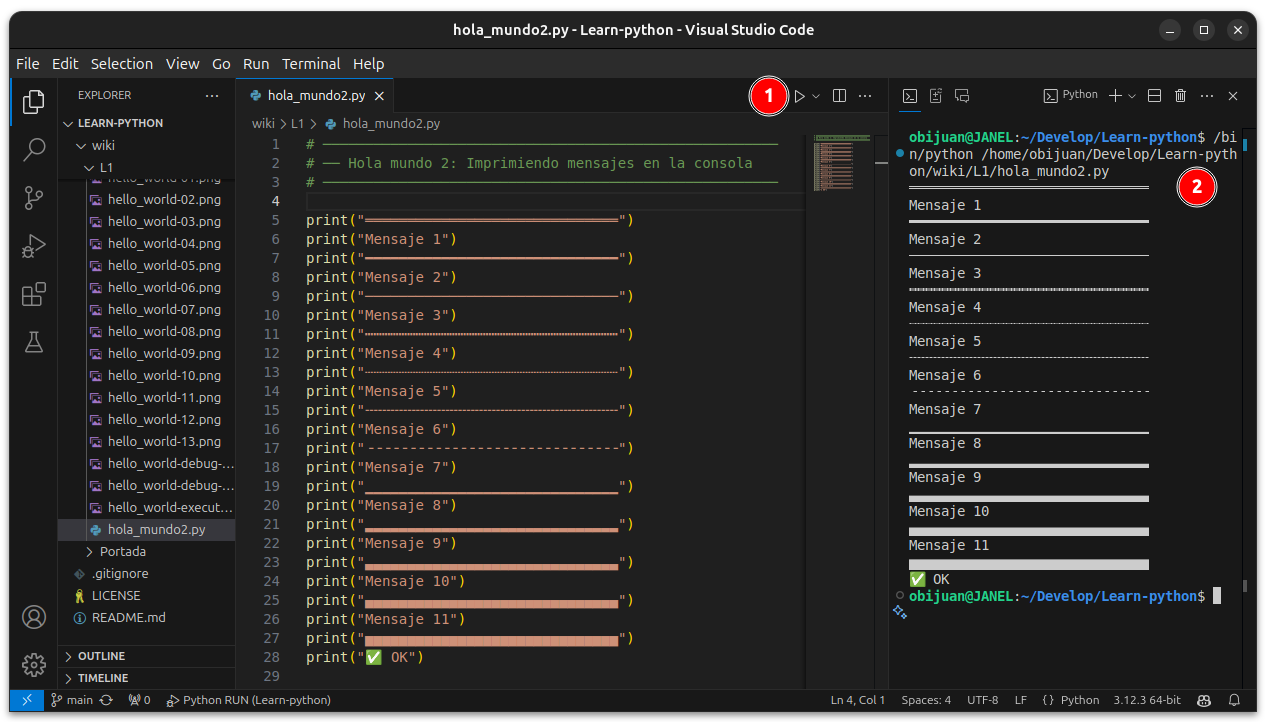 hola_mundo2.py - Learn-python - Visual Studio Code
File Edit Selection View Go Run Terminal Help
EXPLORER
LEARN-PYTHON
wiki
L1
hello_world-01.png
hello_world-02.png
hello_world-03.png
hello_world-04.png
hello_world-05.png
hello_world-06.png
hello_world-07.png
hello_world-08.png
hello_world-09.png
hello_world-10.png
hello_world-11.png
hello_world-12.png
hello_world-13.png
hello_world-debug-...
hello_world-debug-...
hello_world-execut...
hola_mundo2.py
Portada
.gitignore
LICENSE
README.md
OUTLINE
TIMELINE
hola_mundo2.py
1
wiki > L1 > hola_mundo2.py
1 # ──────────────────────────────
2 # ── Hola mundo 2: Imprimiendo mensajes en la consola
3 # ──────────────────────────────
4
5 print("══════════════════════════════")
6 print("Mensaje 1")
7 print("━━━━━━━━━━━━━━━━━━━━━━━━━━━━━━")
8 print("Mensaje 2")
9 print("──────────────────────────────")
10 print("Mensaje 3")
11 print("┅┅┅┅┅┅┅┅┅┅┅┅┅┅┅┅┅┅┅┅┅┅┅┅┅┅┅┅┅┅")
12 print("Mensaje 4")
13 print("┄┄┄┄┄┄┄┄┄┄┄┄┄┄┄┄┄┄┄┄┄┄┄┄┄┄┄┄┄┄")
14 print("Mensaje 5")
15 print("┈┈┈┈┈┈┈┈┈┈┈┈┈┈┈┈┈┈┈┈┈┈┈┈┈┈┈┈┈┈")
16 print("Mensaje 6")
17 print("------------------------------")
18 print("Mensaje 7")
19 print("▁▁▁▁▁▁▁▁▁▁▁▁▁▁▁▁▁▁▁▁▁▁▁▁▁▁▁▁▁▁")
20 print("Mensaje 8")
21 print("▂▂▂▂▂▂▂▂▂▂▂▂▂▂▂▂▂▂▂▂▂▂▂▂▂▂▂▂▂▂")
22 print("Mensaje 9")
23 print("▃▃▃▃▃▃▃▃▃▃▃▃▃▃▃▃▃▃▃▃▃▃▃▃▃▃▃▃▃▃")
24 print("Mensaje 10")
25 print("▄▄▄▄▄▄▄▄▄▄▄▄▄▄▄▄▄▄▄▄▄▄▄▄▄▄▄▄▄▄")
26 print("Mensaje 11")
27 print("▅▅▅▅▅▅▅▅▅▅▅▅▅▅▅▅▅▅▅▅▅▅▅▅▅▅▅▅▅▅")
28 print("✅ OK")
29
Python
obijuan@JANEL:~/Develop/Learn-python$ /bi
n/python /home/obijuan/Develop/Learn-pyth
on/wiki/L1/hola_mundo2.py
2
Mensaje 1
Mensaje 2
Mensaje 3
Mensaje 4
Mensaje 5
Mensaje 6
Mensaje 7
Mensaje 8
Mensaje 9
Mensaje 10
Mensaje 11
✅ OK
obijuan@JANEL:~/Develop/Learn-python$
main 0 Python RUN (Learn-python) Ln 4, Col 1 Spaces: 4 UTF-8 LF {} Python 3.12.3 64-bit